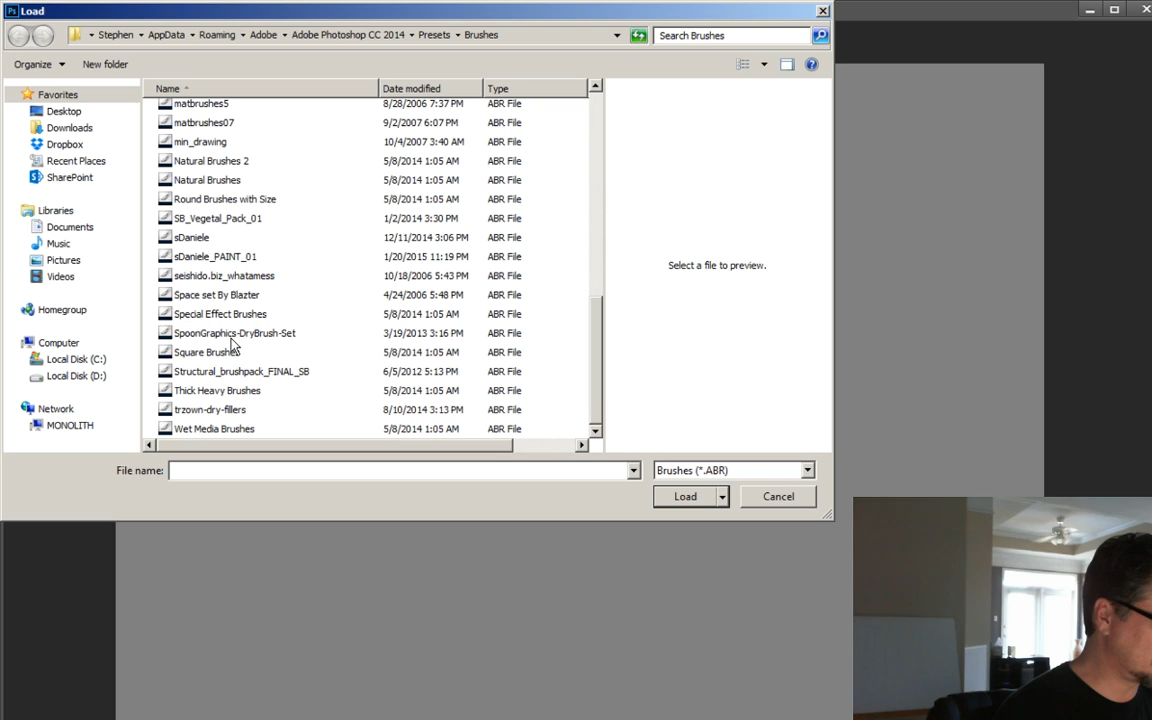 Ps Load
Stephen AppData Roaming Adobe Adobe Photoshop CC 2014 Presets Brushes
Search Brushes
Organize New folder
Favorites
Desktop
Downloads
Dropbox
Recent Places
SharePoint
Libraries
Documents
Music
Pictures
Videos
Homegroup
Computer
Local Disk (C:)
Local Disk (D:)
Network
MONOLITH
Name Date modified Type
matbrushes5 8/28/2006 7:37 PM ABR File
matbrushes07 9/2/2007 6:07 PM ABR File
min_drawing 10/4/2007 3:40 AM ABR File
Natural Brushes 2 5/8/2014 1:05 AM ABR File
Natural Brushes 5/8/2014 1:05 AM ABR File
Round Brushes with Size 5/8/2014 1:05 AM ABR File
SB_Vegetal_Pack_01 1/2/2014 3:30 PM ABR File
sDaniele 12/11/2014 3:06 PM ABR File
sDaniele_PAINT_01 1/20/2015 11:19 PM ABR File
seishido.biz_whatamess 10/18/2006 5:43 PM ABR File
Space set By Blazter 4/24/2006 5:48 PM ABR File
Special Effect Brushes 5/8/2014 1:05 AM ABR File
SpoonGraphics-DryBrush-Set 3/19/2013 3:16 PM ABR File
Square Brushes 5/8/2014 1:05 AM ABR File
Structural_brushpack_FINAL_SB 6/5/2012 5:13 PM ABR File
Thick Heavy Brushes 5/8/2014 1:05 AM ABR File
trzown-dry-fillers 8/10/2014 3:13 PM ABR File
Wet Media Brushes 5/8/2014 1:05 AM ABR File
Select a file to preview.
File name: Brushes (*.ABR)
Load Cancel